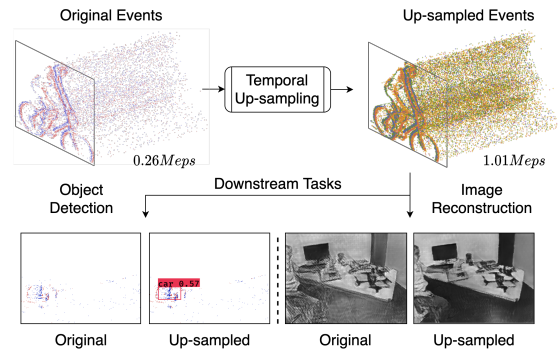 Original Events
Up-sampled Events
Temporal
Up-sampling
0.26Meps
1.01Meps
Object
Detection
Downstream Tasks
Image
Reconstruction
car 0.57
Original
Up-sampled
Original
Up-sampled